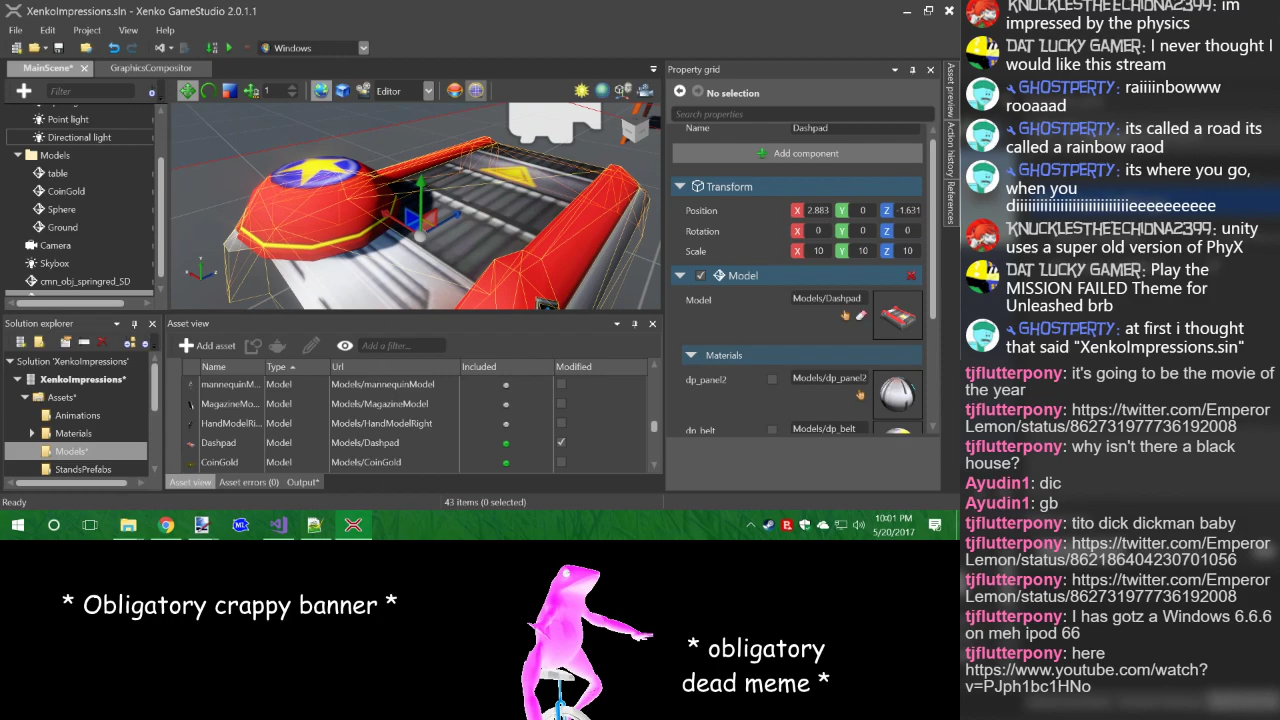 XenkoImpressions.sln - Xenko GameStudio 2.0.1.1
File Edit Project View Help
Windows
MainScene* GraphicsCompositor
Filter
Point light
Directional light
Models
table
CoinGold
Sphere
Ground
Camera
Skybox
cmn_obj_springred_SD
1 Editor
Property grid
No selection
Search properties
Name Dashpad
Add component
Transform
Position X 2.883 Y 0 Z -1.631
Rotation X 0 Y 0 Z 0
Scale X 10 Y 10 Z 10
Model
Model Models/Dashpad
Materials
dp_panel2 Models/dp_panel2
dp_belt Models/dp_belt
Asset preview
Action history
References
Solution explorer
Solution 'XenkoImpressions'
XenkoImpressions*
Assets*
Animations
Materials
Models*
StandsPrefabs
Asset view
Add asset
Add a filter...
Name Type Url Included Modified
mannequinM... Model Models/mannequinModel
MagazineMo... Model Models/MagazineModel
HandModelRi... Model Models/HandModelRight
Dashpad Model Models/Dashpad
CoinGold Model Models/CoinGold
Asset view Asset errors (0) Output*
Ready
43 items (0 selected)
10:01 PM
5/20/2017
* Obligatory crappy banner *
* obligatory
dead meme *
KNUCKLESTHEECHIDNA2399: im
impressed by the physics
DAT LUCKY GAMER: I never thought I
would like this stream
GHOSTPERTY: raiiinbowww
rooaaad
GHOSTPERTY: its called a road its
called a rainbow raod
GHOSTPERTY: its where you go,
when you
diiiiiiiiiiiiiiiiiiiiiiiiiiiiieeeeeeeeee
KNUCKLESTHEECHIDNA2399: unity
uses a super old version of PhyX
DAT LUCKY GAMER: Play the
MISSION FAILED Theme for
Unleashed brb
GHOSTPERTY: at first i thought
that said "XenkoImpressions.sin"
tjflutterpony: it's going to be the movie of
the year
tjflutterpony: https://twitter.com/Emperor
Lemon/status/862731977736192008
tjflutterpony: why isn't there a black
house?
Ayudin1: dic
Ayudin1: gb
tjflutterpony: tito dick dickman baby
tjflutterpony: https://twitter.com/Emperor
Lemon/status/862186404230701056
tjflutterpony: https://twitter.com/Emperor
Lemon/status/862731977736192008
tjflutterpony: I has gotz a Windows 6.6.6
on meh ipod 66
tjflutterpony: here
https://www.youtube.com/watch?
v=PJph1bc1HNo